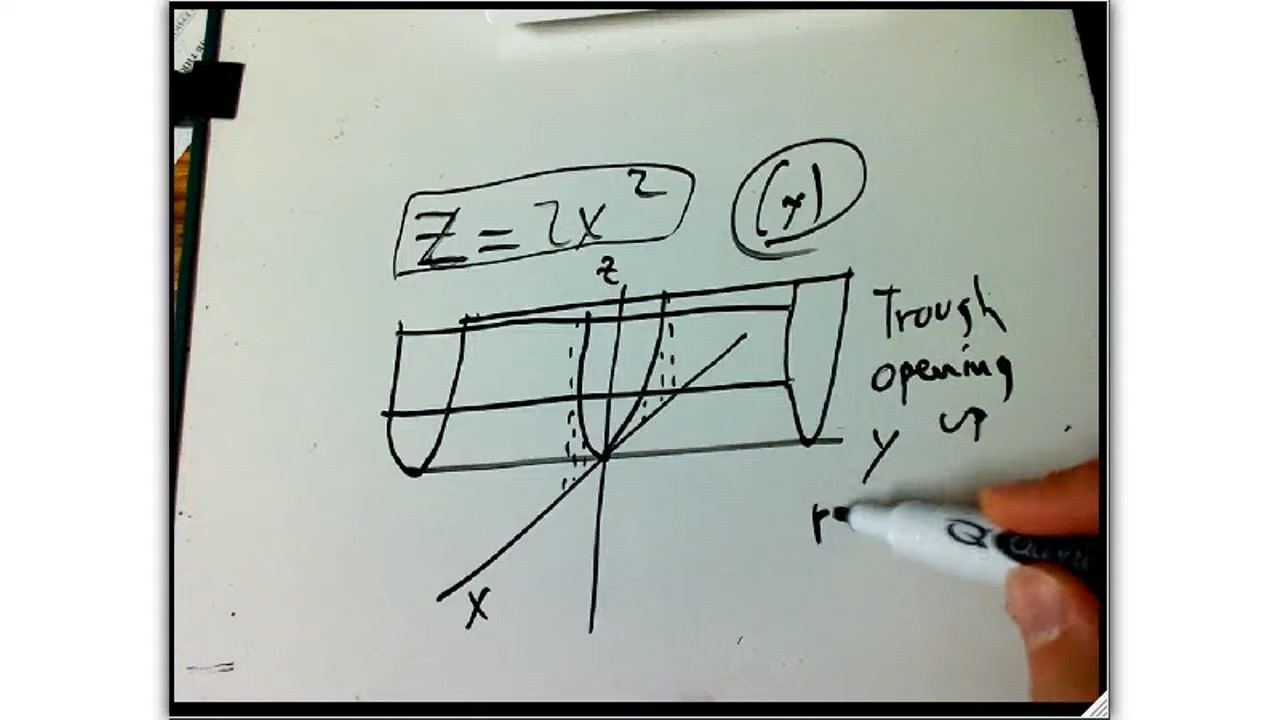 Z = 2x²
(y)
z
Trough
opening
up
y
r
x